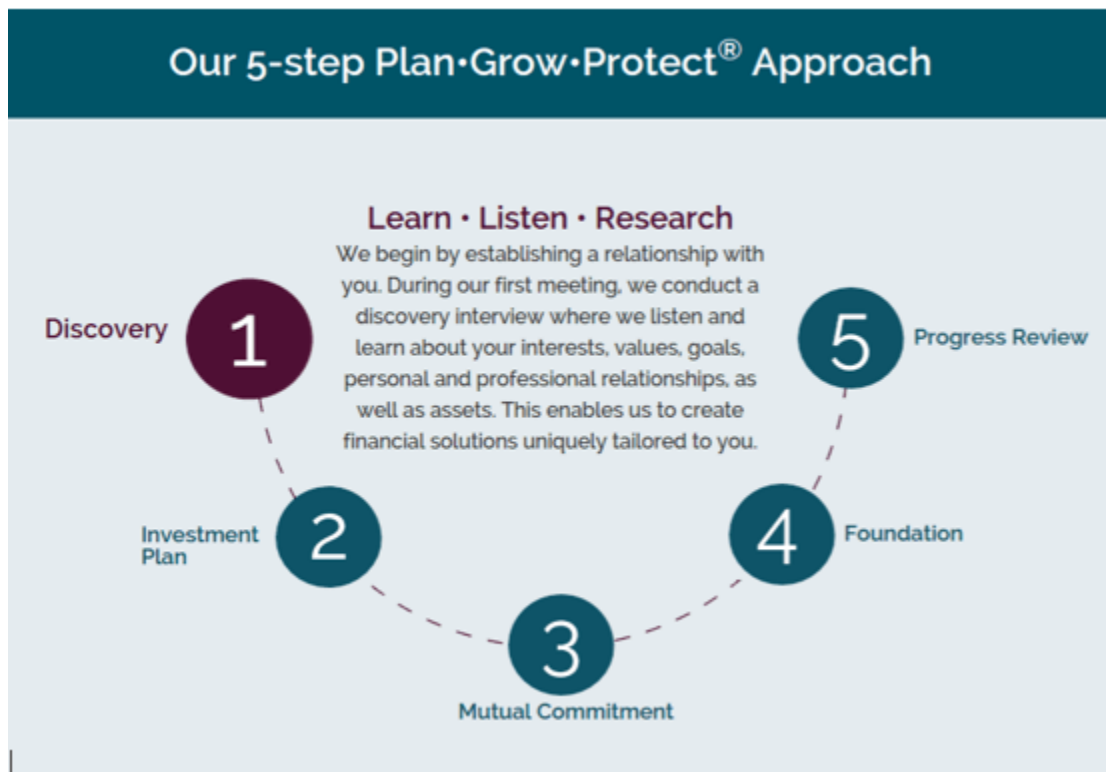 Our 5-step Plan•Grow•Protect® Approach
Learn • Listen • Research
We begin by establishing a relationship with
you. During our first meeting, we conduct a
discovery interview where we listen and
learn about your interests, values, goals,
personal and professional relationships, as
well as assets. This enables us to create
financial solutions uniquely tailored to you.
Discovery
1
2
Investment
Plan
3
Mutual Commitment
4
Foundation
5
Progress Review